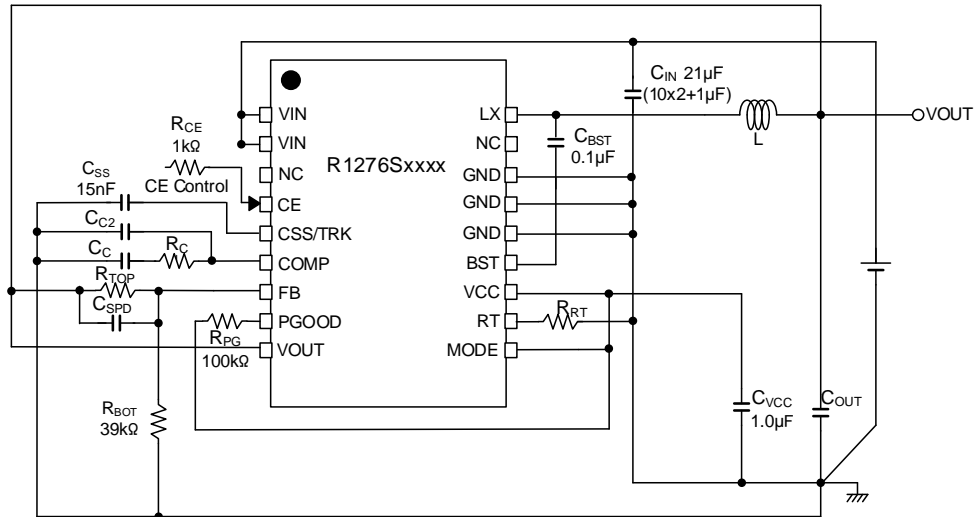 CIN 21µF
(10x2+1µF)
VIN
VIN
NC
CE
CSS/TRK
COMP
FB
PGOOD
VOUT
R1276Sxxxx
LX
NC
GND
GND
GND
BST
VCC
RT
MODE
RCE
1kΩ
CE Control
CSS
15nF
CC2
CC
RC
RTOP
CSPD
RPG
100kΩ
RBOT
39kΩ
CBST
0.1µF
L
VOUT
RRT
CVCC
1.0µF
COUT